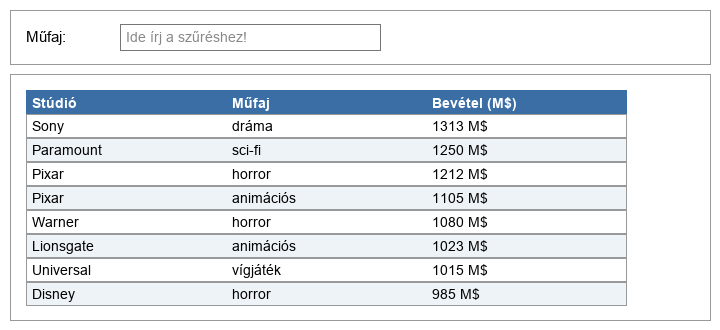 Műfaj: Ide írj a szűréshez!
Stúdió Műfaj Bevétel (M$)
Sony dráma 1313 M$
Paramount sci-fi 1250 M$
Pixar horror 1212 M$
Pixar animációs 1105 M$
Warner horror 1080 M$
Lionsgate animációs 1023 M$
Universal vígjáték 1015 M$
Disney horror 985 M$